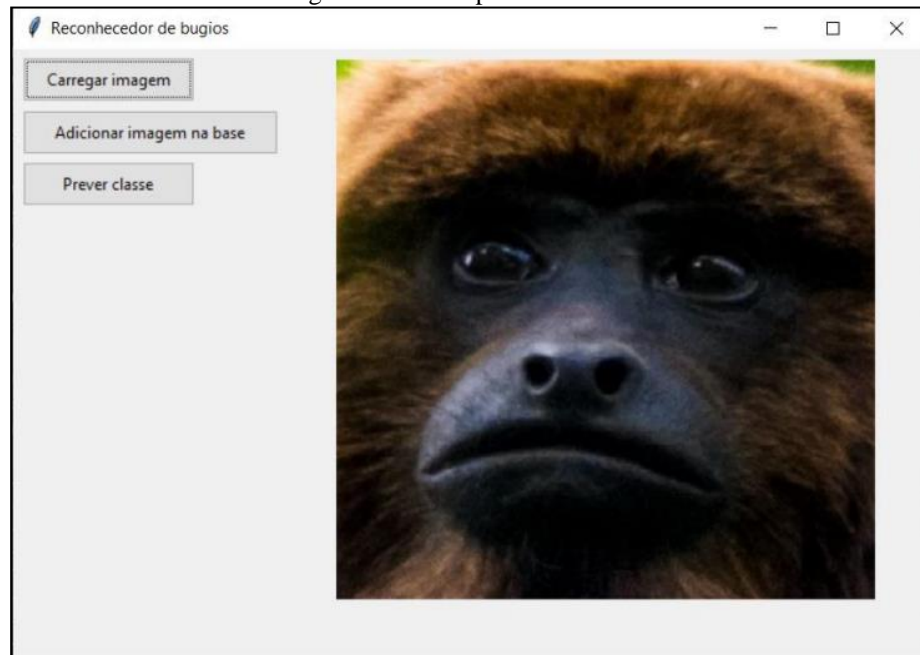 Reconhecedor de bugios
Carregar imagem
Adicionar imagem na base
Prever classe